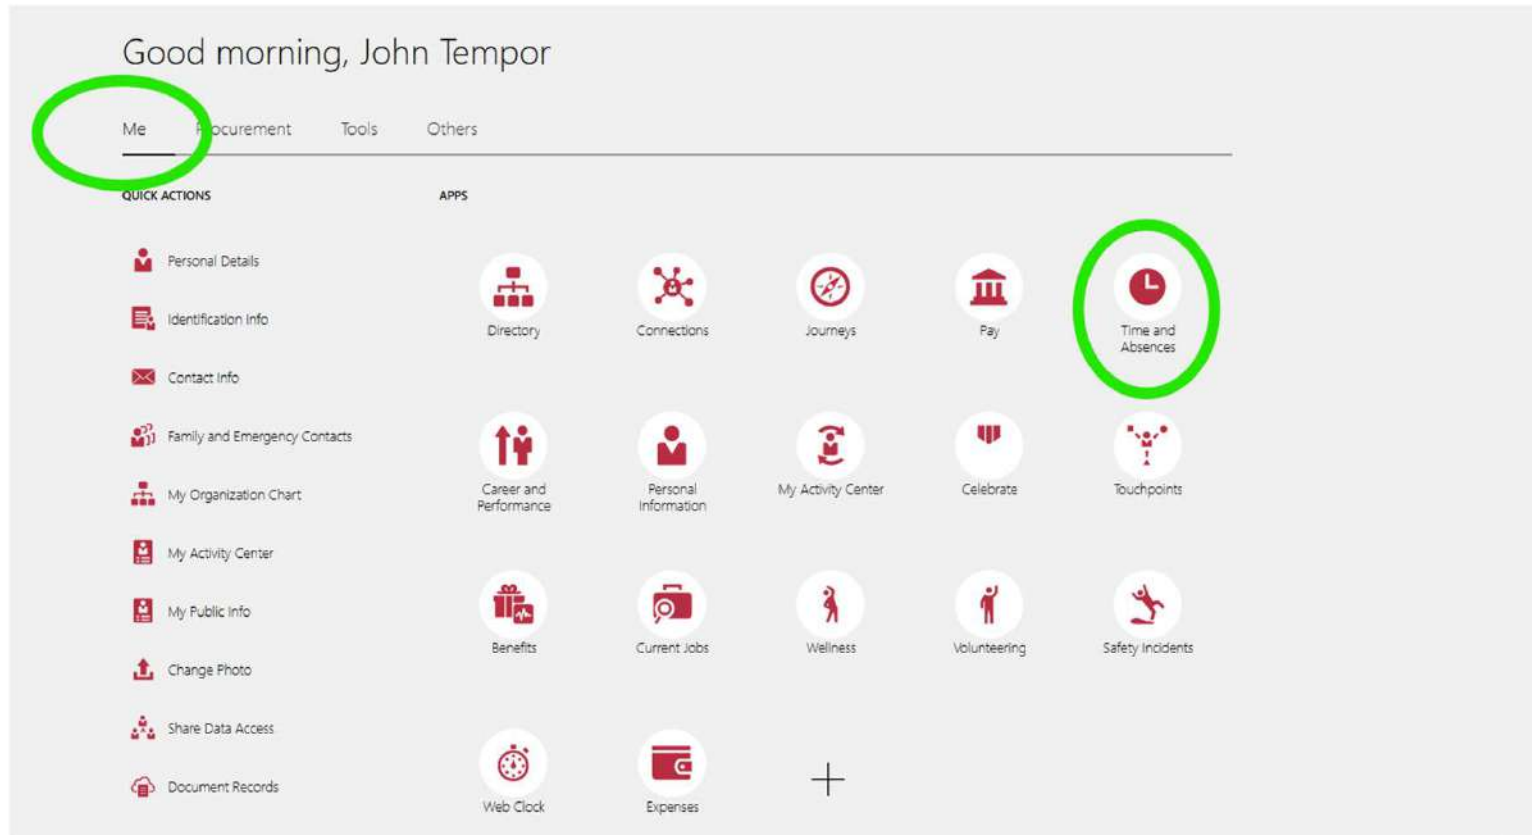 Good morning, John Tempor
Me Procurement Tools Others
QUICK ACTIONS
Personal Details
Identification Info
Contact Info
Family and Emergency Contacts
My Organization Chart
My Activity Center
My Public Info
Change Photo
Share Data Access
Document Records
APPS
Directory
Connections
Journeys
Pay
Time and
Absences
Career and
Performance
Personal
Information
My Activity Center
Celebrate
Touchpoints
Benefits
Current Jobs
Wellness
Volunteering
Safety Incidents
Web Clock
Expenses